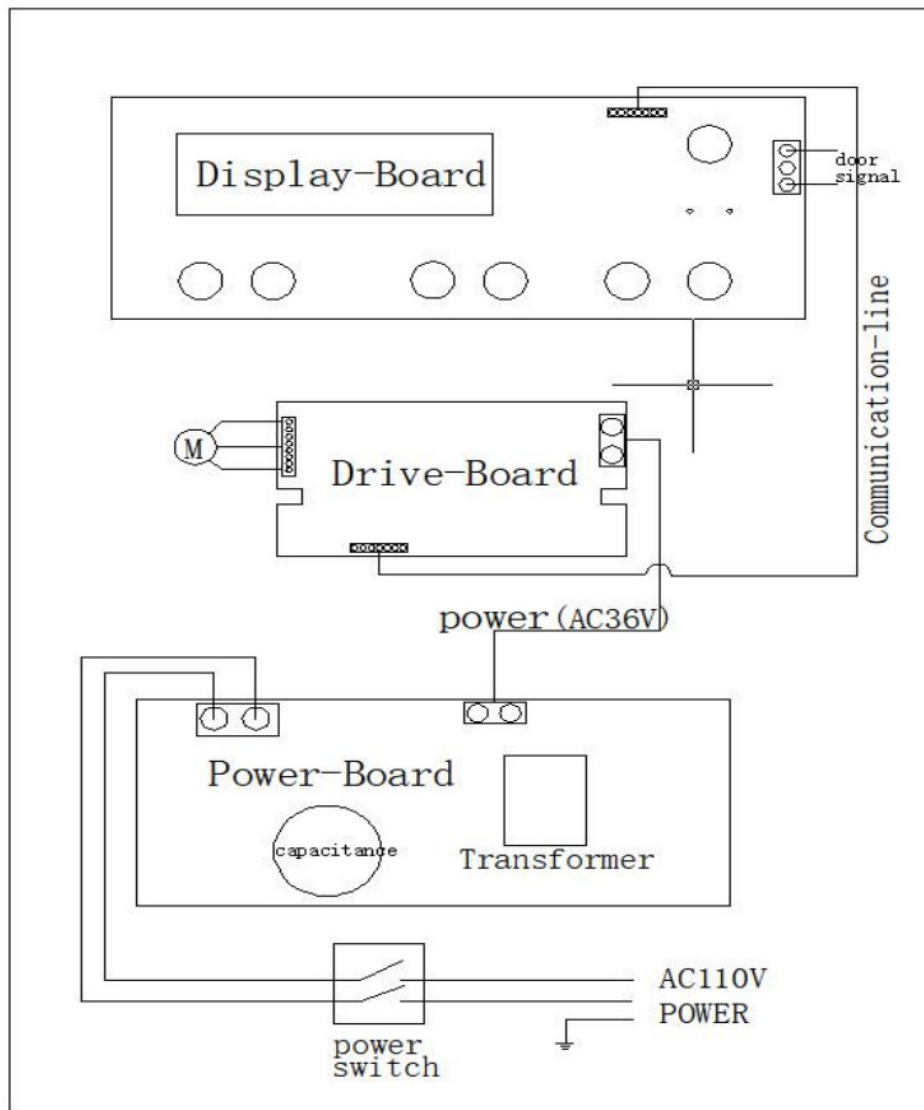 Display-Board
door
signal
Communication-line
M
Drive-Board
power(AC36V)
Power-Board
capacitance
Transformer
AC110V
POWER
power
switch